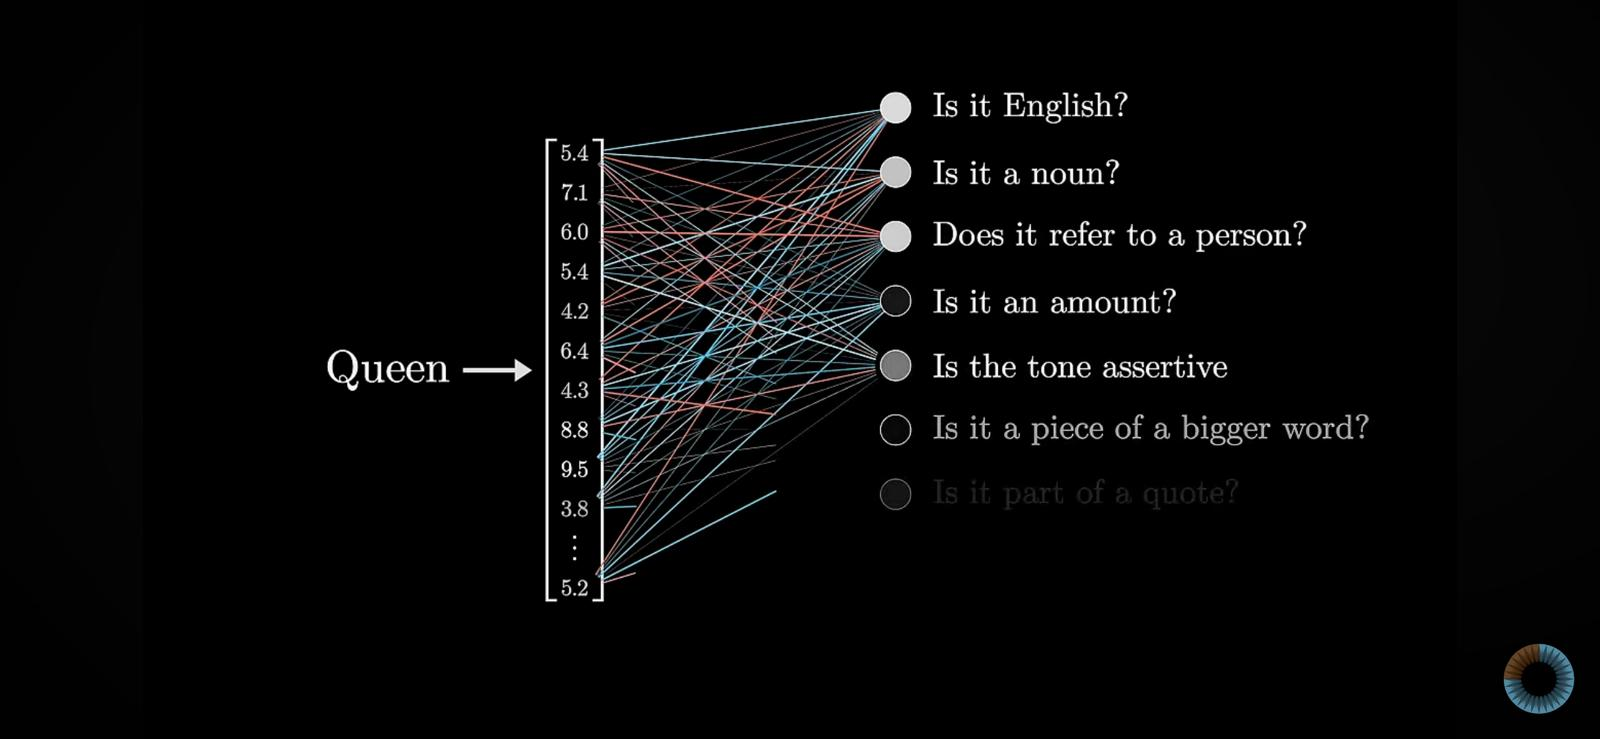 Queen
5.4
7.1
6.0
5.4
4.2
6.4
4.3
8.8
9.5
3.8
⋮
5.2
Is it English?
Is it a noun?
Does it refer to a person?
Is it an amount?
Is the tone assertive
Is it a piece of a bigger word?
Is it part of a quote?